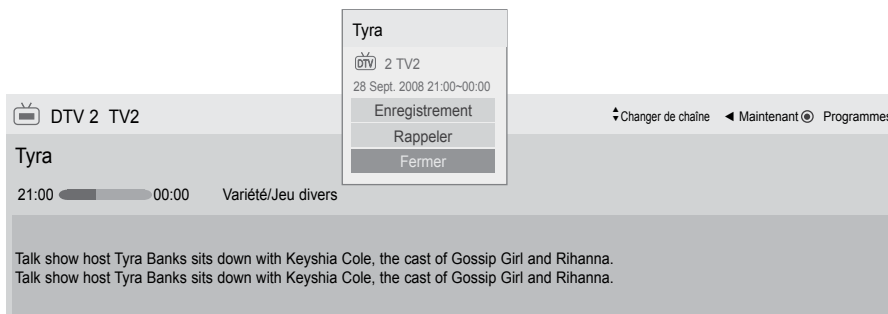 Tyra
DTV 2 TV2
28 Sept. 2008 21:00~00:00
Enregistrement
Rappeler
Fermer
DTV 2 TV2
Changer de chaîne ◄ Maintenant ◉ Programmes
Tyra
21:00 00:00 Variété/Jeu divers
Talk show host Tyra Banks sits down with Keyshia Cole, the cast of Gossip Girl and Rihanna.
Talk show host Tyra Banks sits down with Keyshia Cole, the cast of Gossip Girl and Rihanna.